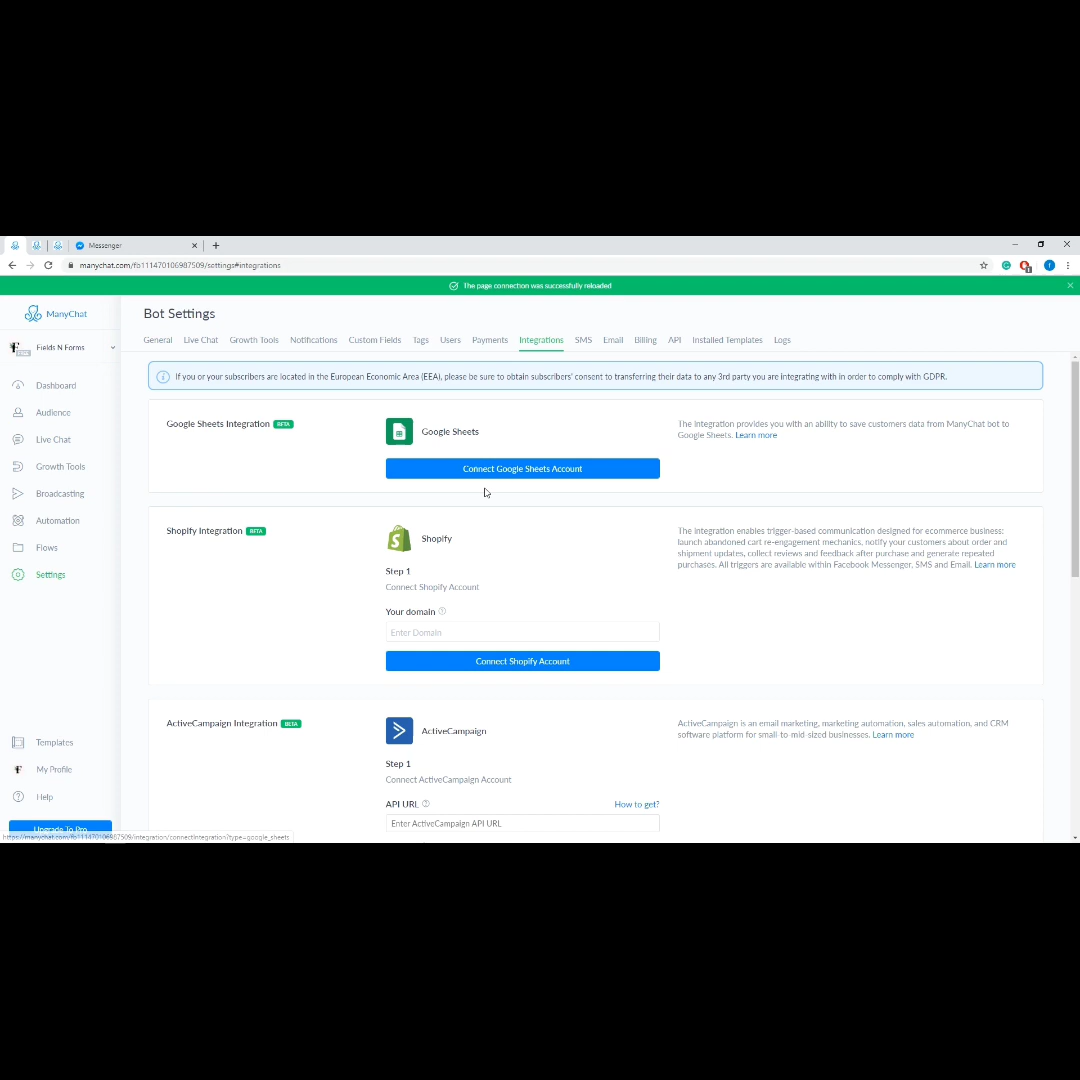 Messenger
manychat.com/fb111470106987509/settings#integrations
The page connection was successfully reloaded
ManyChat
Bot Settings
Fields N Forms
General Live Chat Growth Tools Notifications Custom Fields Tags Users Payments Integrations SMS Email Billing API Installed Templates Logs
If you or your subscribers are located in the European Economic Area (EEA), please be sure to obtain subscribers' consent to transferring their data to any 3rd party you are integrating with in order to comply with GDPR.
Dashboard
Audience
Live Chat
Growth Tools
Broadcasting
Automation
Flows
Settings
Templates
My Profile
Help
Upgrade To Pro
Google Sheets Integration BETA
Google Sheets
Connect Google Sheets Account
The integration provides you with an ability to save customers data from ManyChat bot to
Google Sheets. Learn more
Shopify Integration BETA
Shopify
Step 1
Connect Shopify Account
Your domain
Enter Domain
Connect Shopify Account
The integration enables trigger-based communication designed for ecommerce business:
launch abandoned cart re-engagement mechanics, notify your customers about order and
shipment updates, collect reviews and feedback after purchase and generate repeated
purchases. All triggers are available within Facebook Messenger, SMS and Email. Learn more
ActiveCampaign Integration BETA
ActiveCampaign
Step 1
Connect ActiveCampaign Account
API URL How to get?
Enter ActiveCampaign API URL
ActiveCampaign is an email marketing, marketing automation, sales automation, and CRM
software platform for small-to-mid-sized businesses. Learn more
https://manychat.com/fb111470106987509/integration/connectIntegration?type=google_sheets